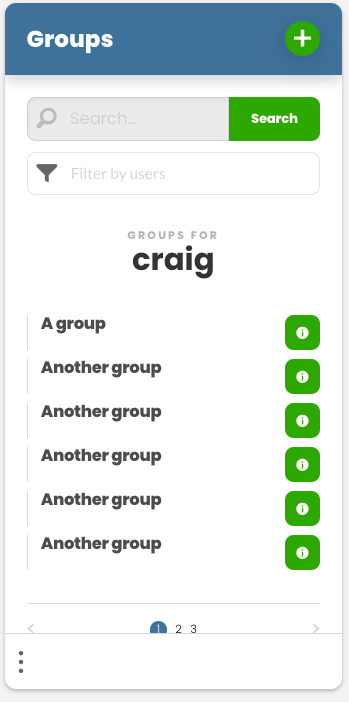 Groups
Search...
Search
Filter by users
GROUPS FOR
craig
A group
Another group
Another group
Another group
Another group
Another group
1 2 3